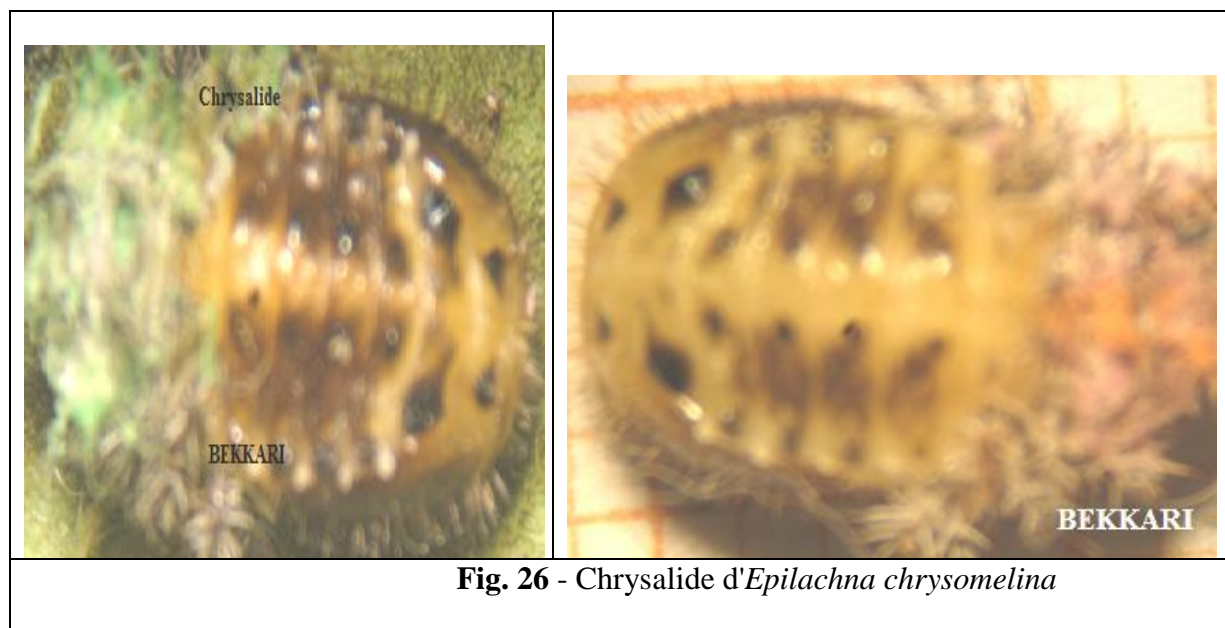 Chrysalide
BEKKARI
BEKKARI
Fig. 26 - Chrysalide d'Epilachna chrysomelina